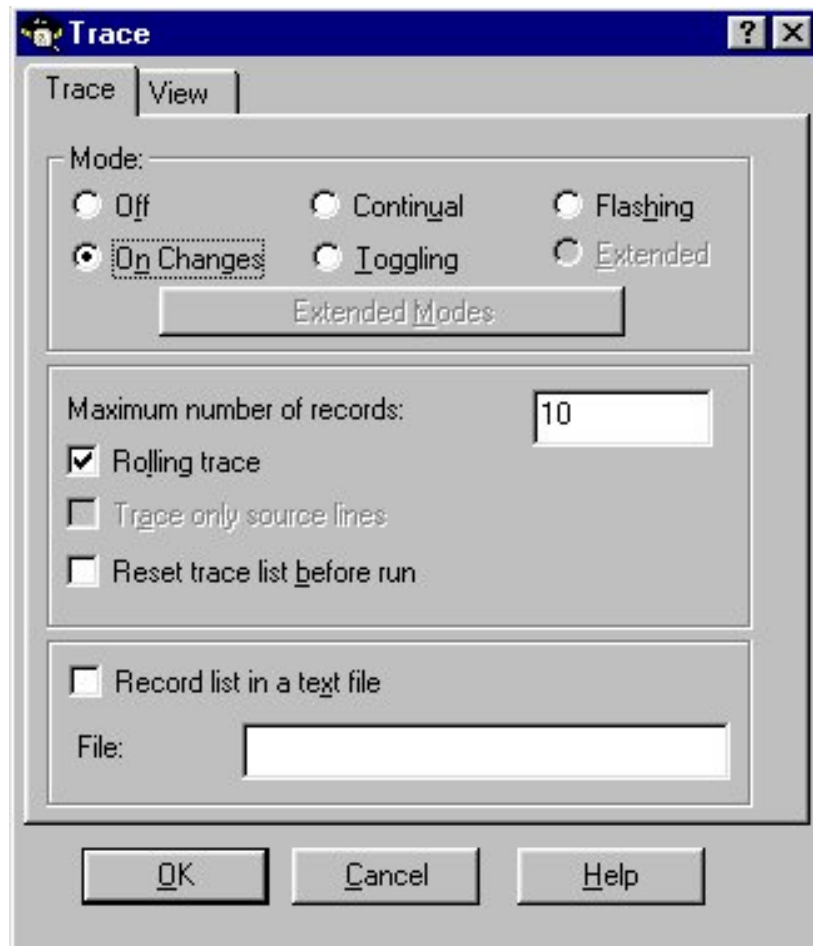 Trace
Trace View
Mode:
Off Continual Flashing
On Changes Toggling Extended
Extended Modes
Maximum number of records: 10
Rolling trace
Trace only source lines
Reset trace list before run
Record list in a text file
File:
OK Cancel Help